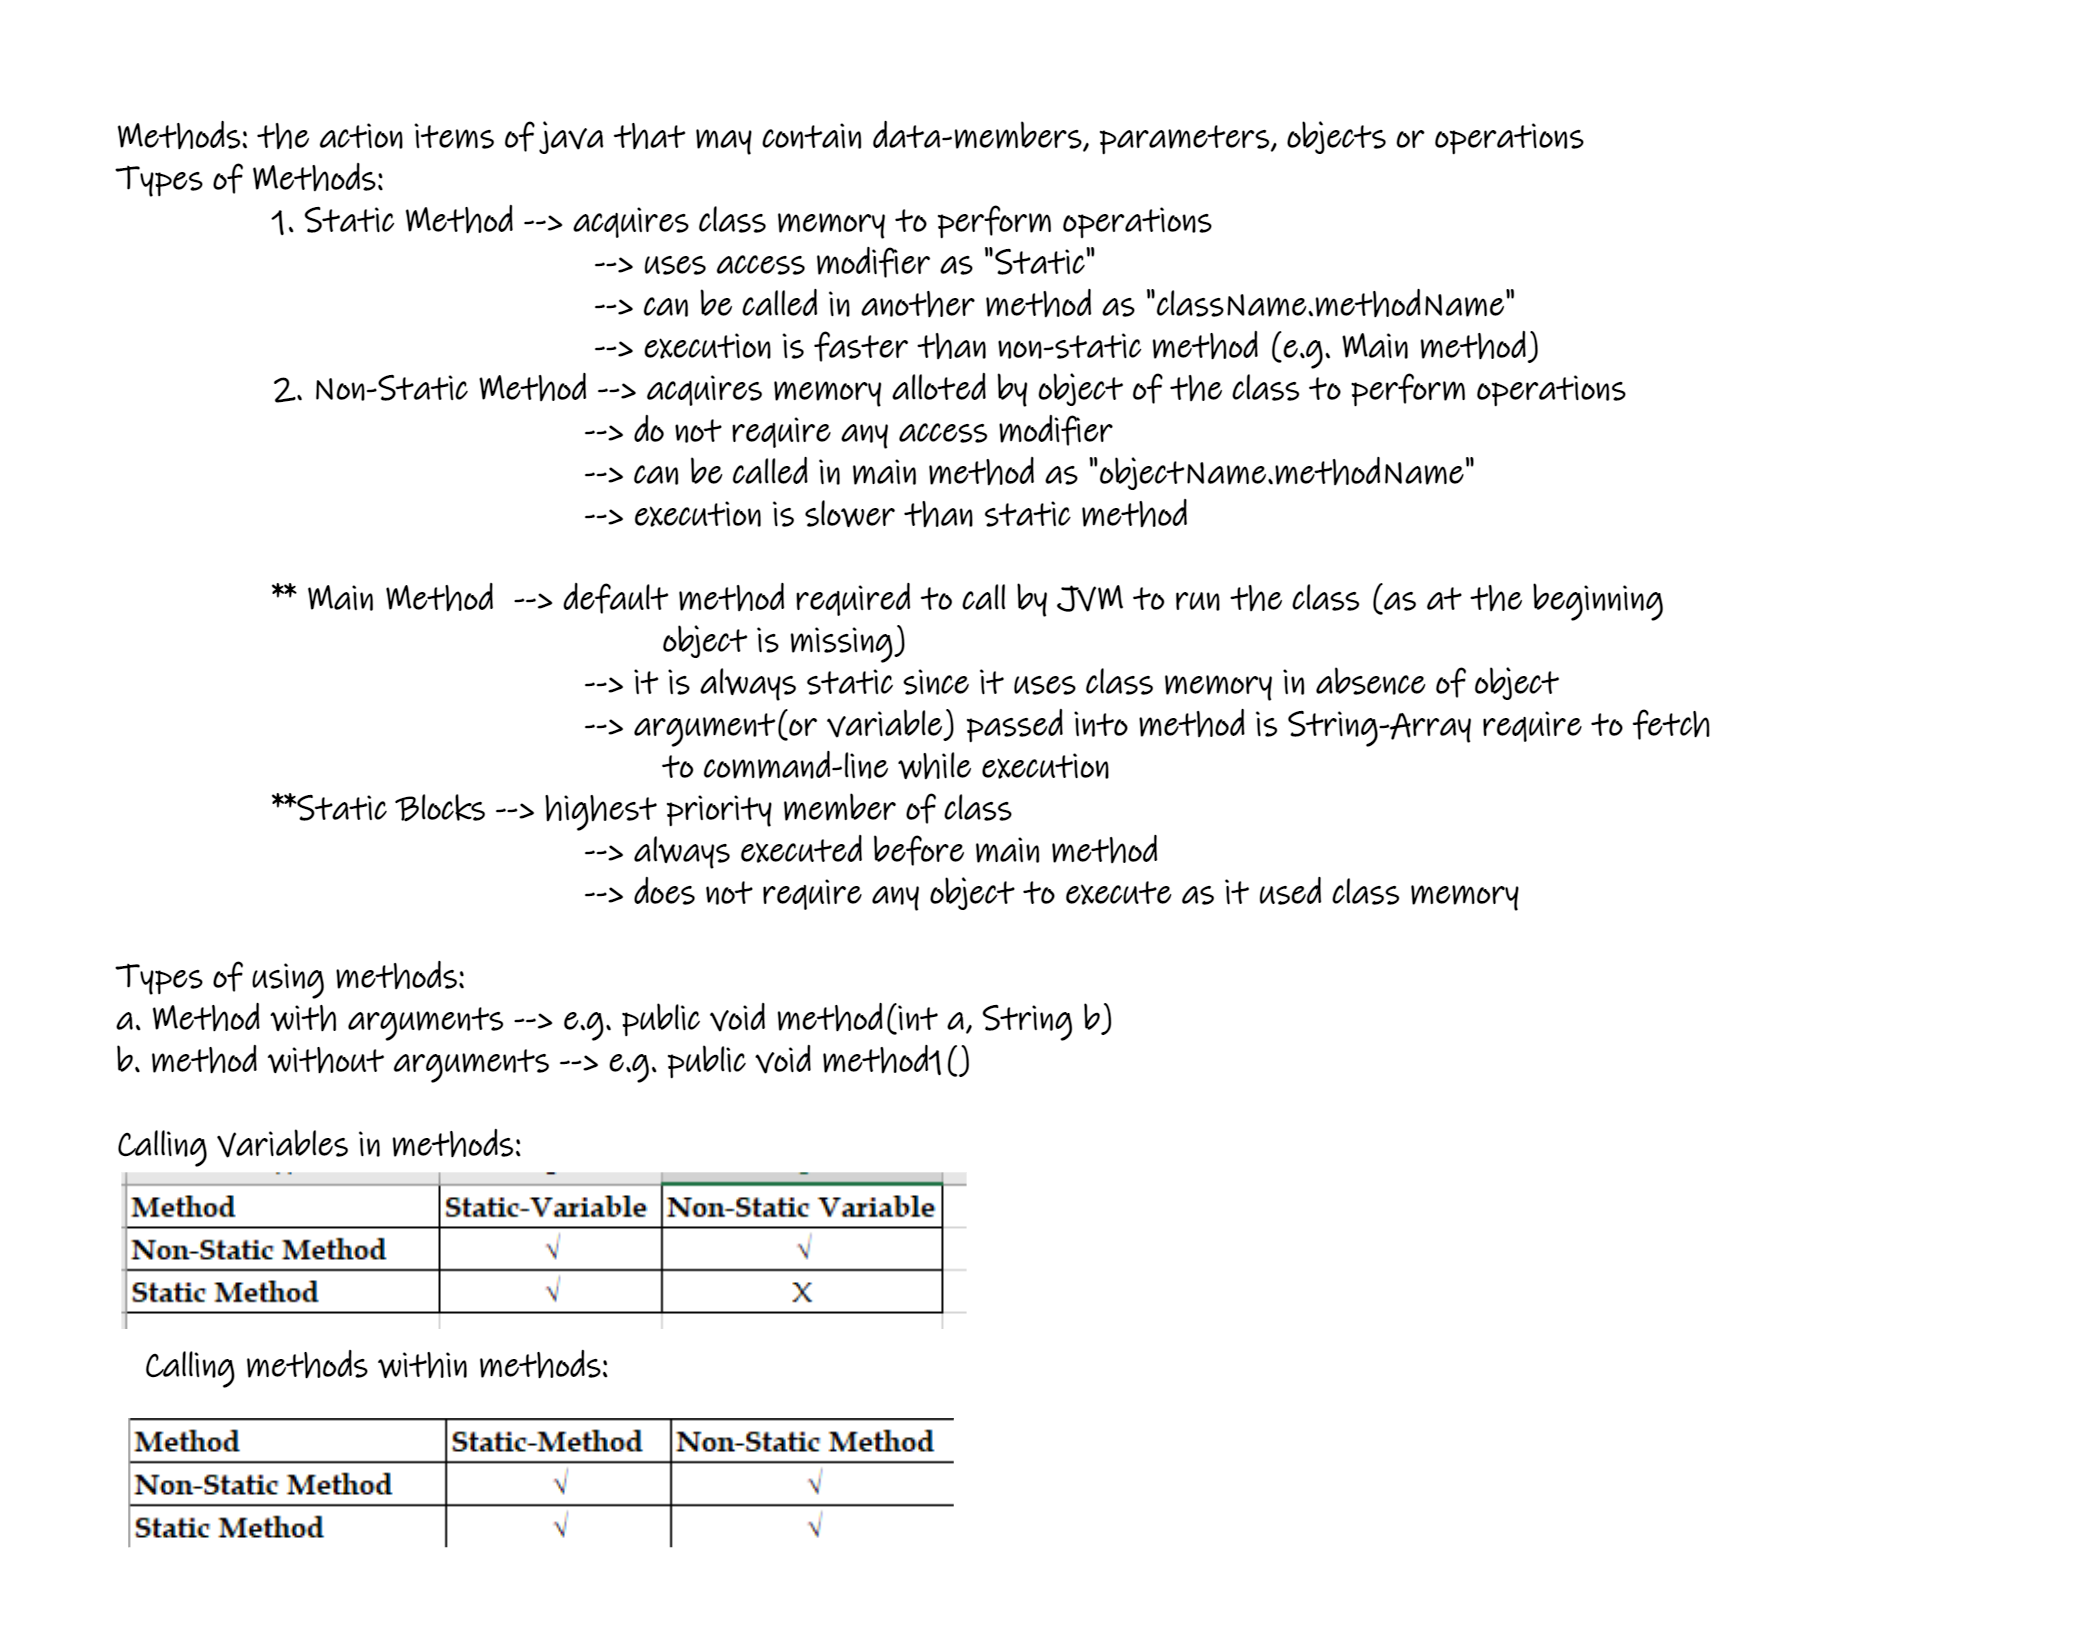 Methods: the action items of java that may contain data-members, parameters, objects or operations
Types of Methods:
1. Static Method --> acquires class memory to perform operations
--> uses access modifier as "Static"
--> can be called in another method as "className.methodName"
--> execution is faster than non-static method (e.g. Main method)
2. Non-Static Method --> acquires memory alloted by object of the class to perform operations
--> do not require any access modifier
--> can be called in main method as "objectName.methodName"
--> execution is slower than static method
** Main Method --> default method required to call by JVM to run the class (as at the beginning
object is missing)
--> it is always static since it uses class memory in absence of object
--> argument(or variable) passed into method is String-Array require to fetch
to command-line while execution
**Static Blocks --> highest priority member of class
--> always executed before main method
--> does not require any object to execute as it used class memory
Types of using methods:
a. Method with arguments --> e.g. public void method(int a, String b)
b. method without arguments --> e.g. public void method1()
Calling Variables in methods:
Method Static-Variable Non-Static Variable
Non-Static Method √ √
Static Method √ X
Calling methods within methods:
Method Static-Method Non-Static Method
Non-Static Method √ √
Static Method √ √